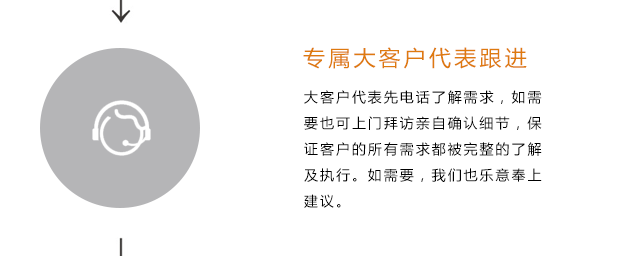 专属大客户代表跟进
大客户代表先电话了解需求，如需
要也可上门拜访亲自确认细节，保
证客户的所有需求都被完整的了解
及执行。如需要，我们也乐意奉上
建议。